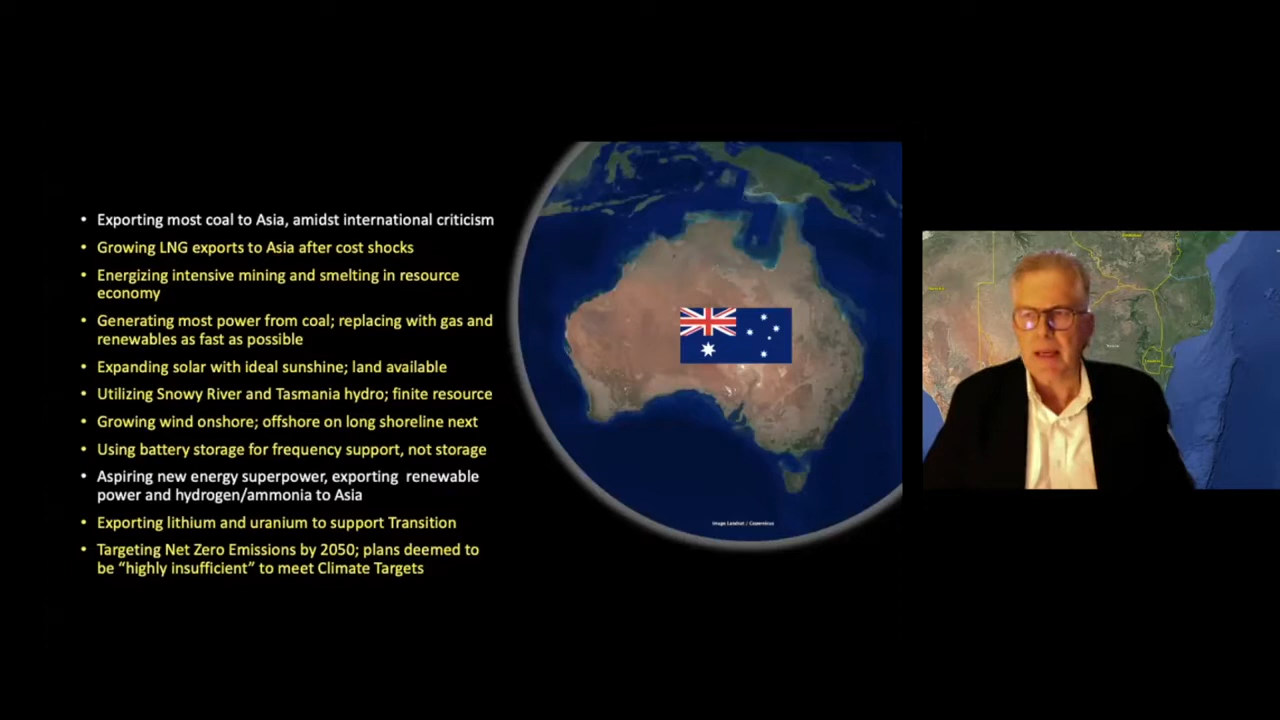 • Exporting most coal to Asia, amidst international criticism
• Growing LNG exports to Asia after cost shocks
• Energizing intensive mining and smelting in resource
economy
• Generating most power from coal; replacing with gas and
renewables as fast as possible
• Expanding solar with ideal sunshine; land available
• Utilizing Snowy River and Tasmania hydro; finite resource
• Growing wind onshore; offshore on long shoreline next
• Using battery storage for frequency support, not storage
• Aspiring new energy superpower, exporting  renewable
power and hydrogen/ammonia to Asia
• Exporting lithium and uranium to support Transition
• Targeting Net Zero Emissions by 2050; plans deemed to
be “highly insufficient” to meet Climate Targets
Image Landsat / Copernicus